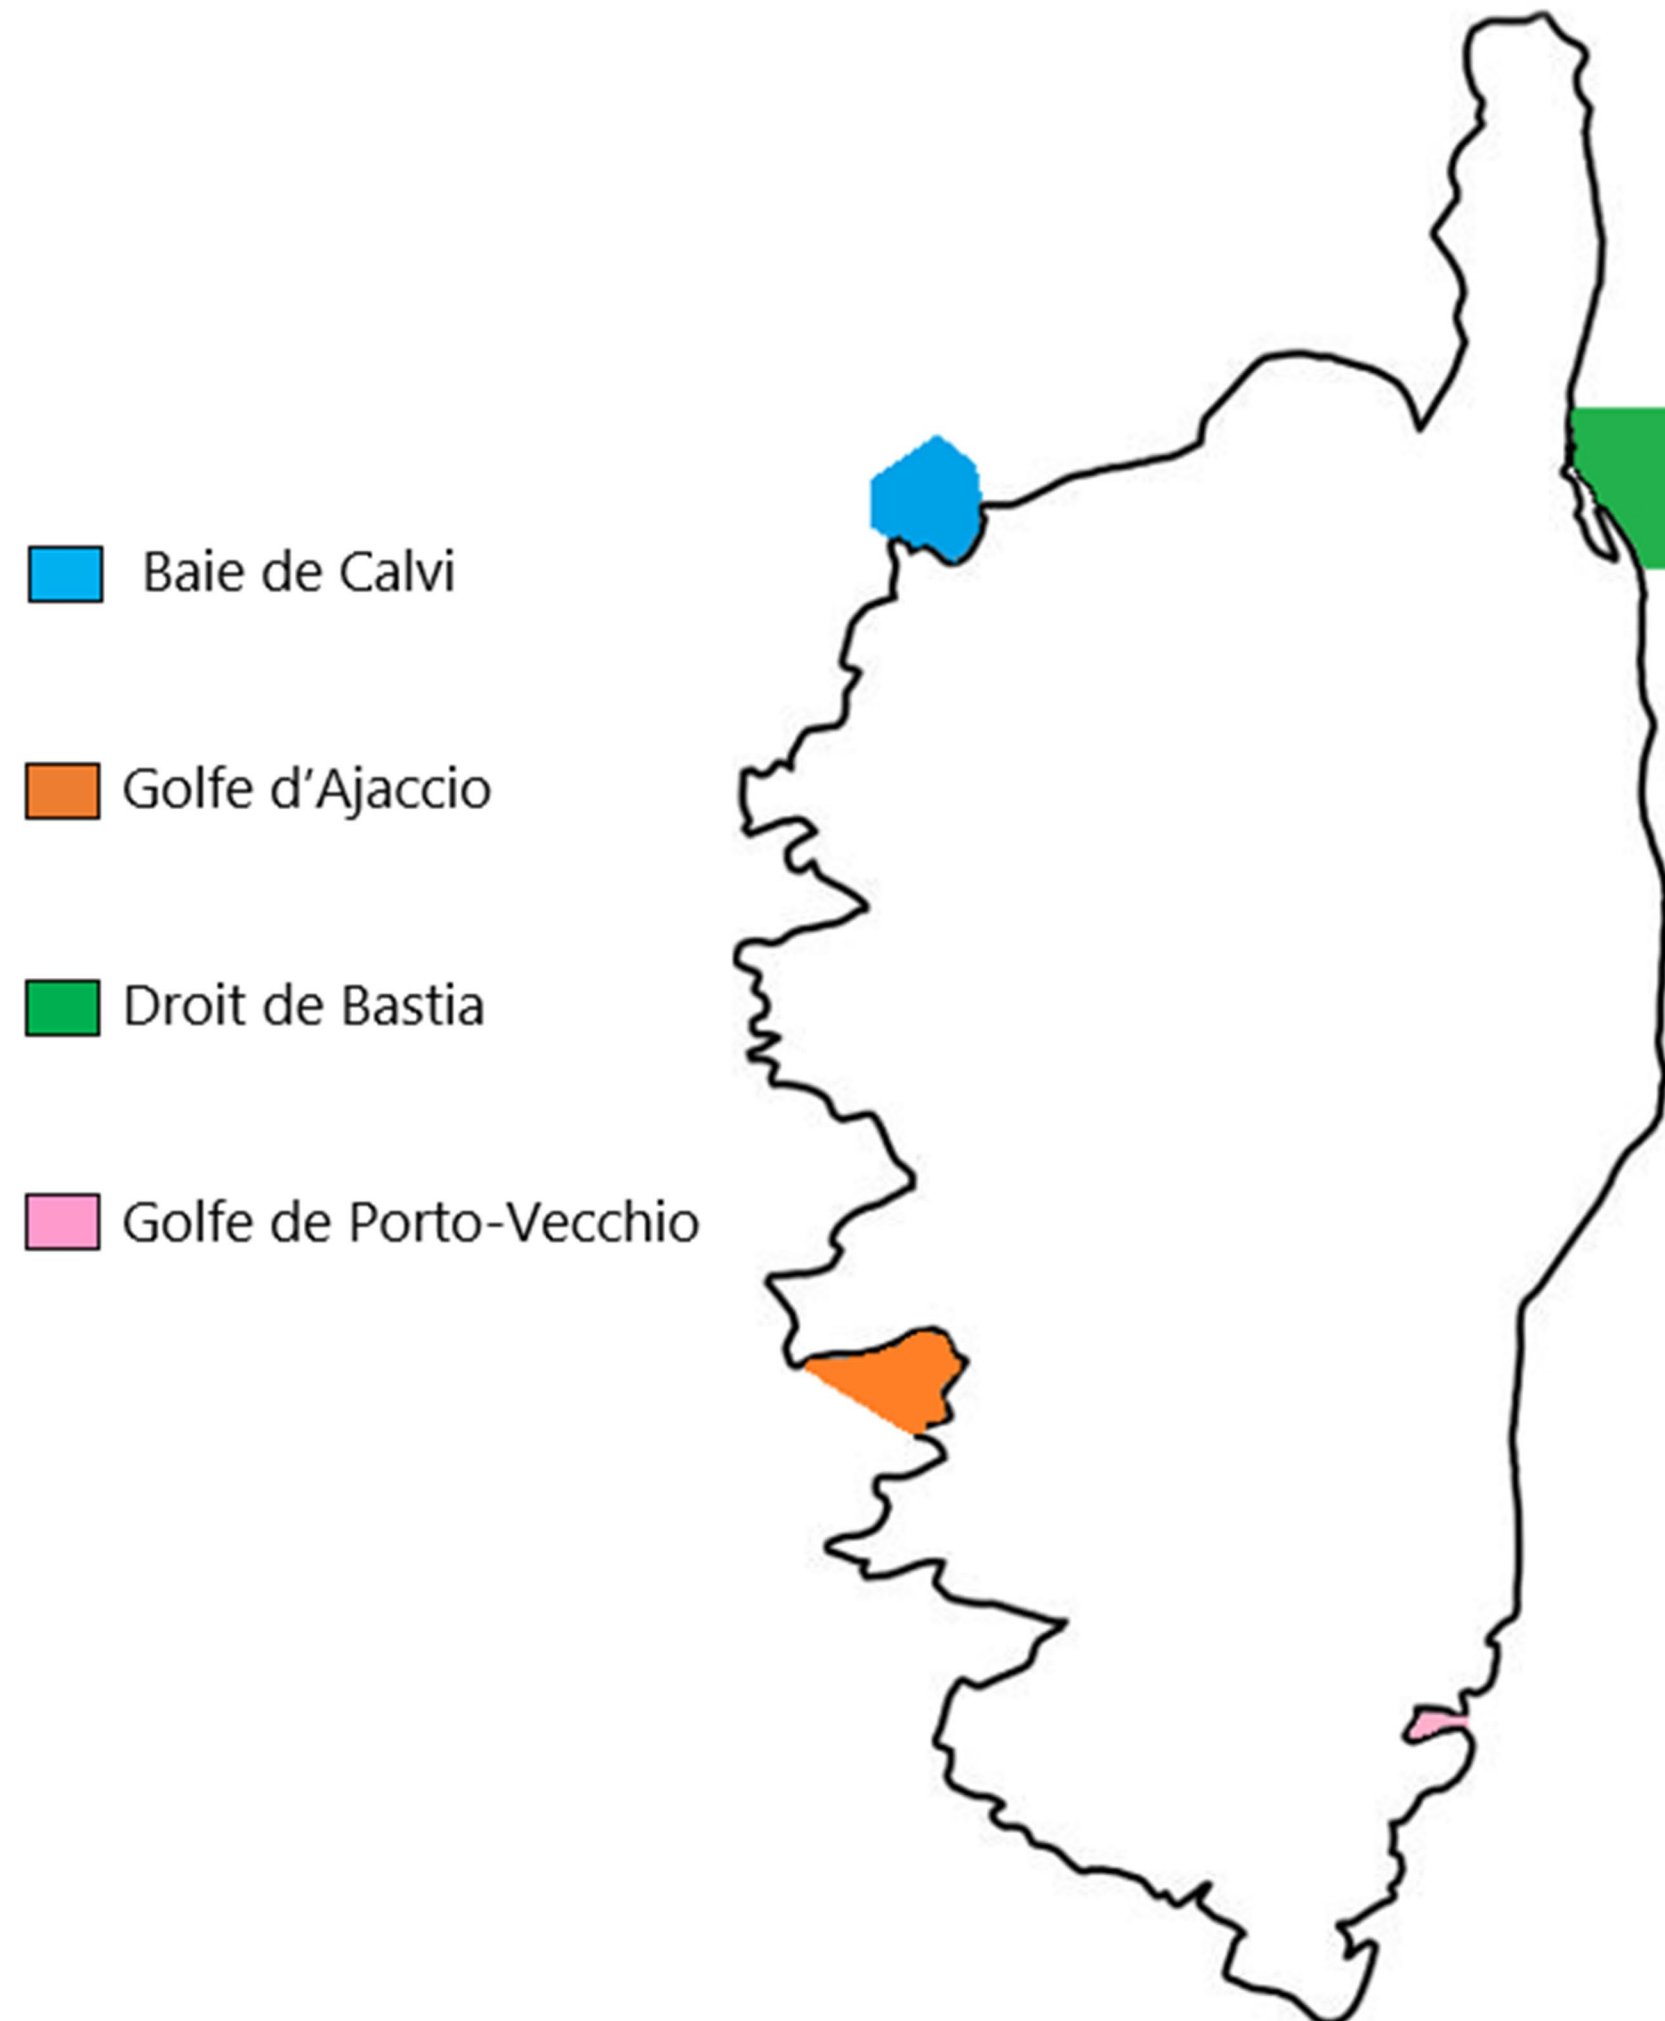 Baie de Calvi
Golfe d’Ajaccio
Droit de Bastia
Golfe de Porto-Vecchio